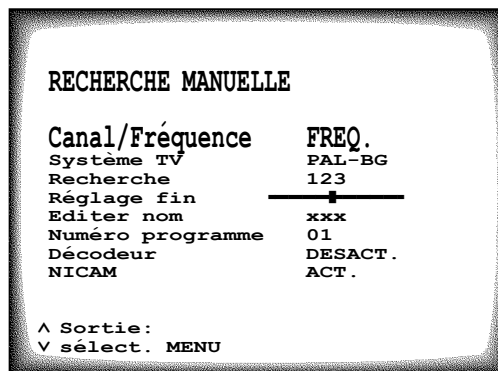 RECHERCHE MANUELLE
Canal/Fréquence FREQ.
Système TV PAL-BG
Recherche 123
Réglage fin
Editer nom xxx
Numéro programme 01
Décodeur DESACT.
NICAM ACT.
∧ Sortie:
∨ sélect. MENU